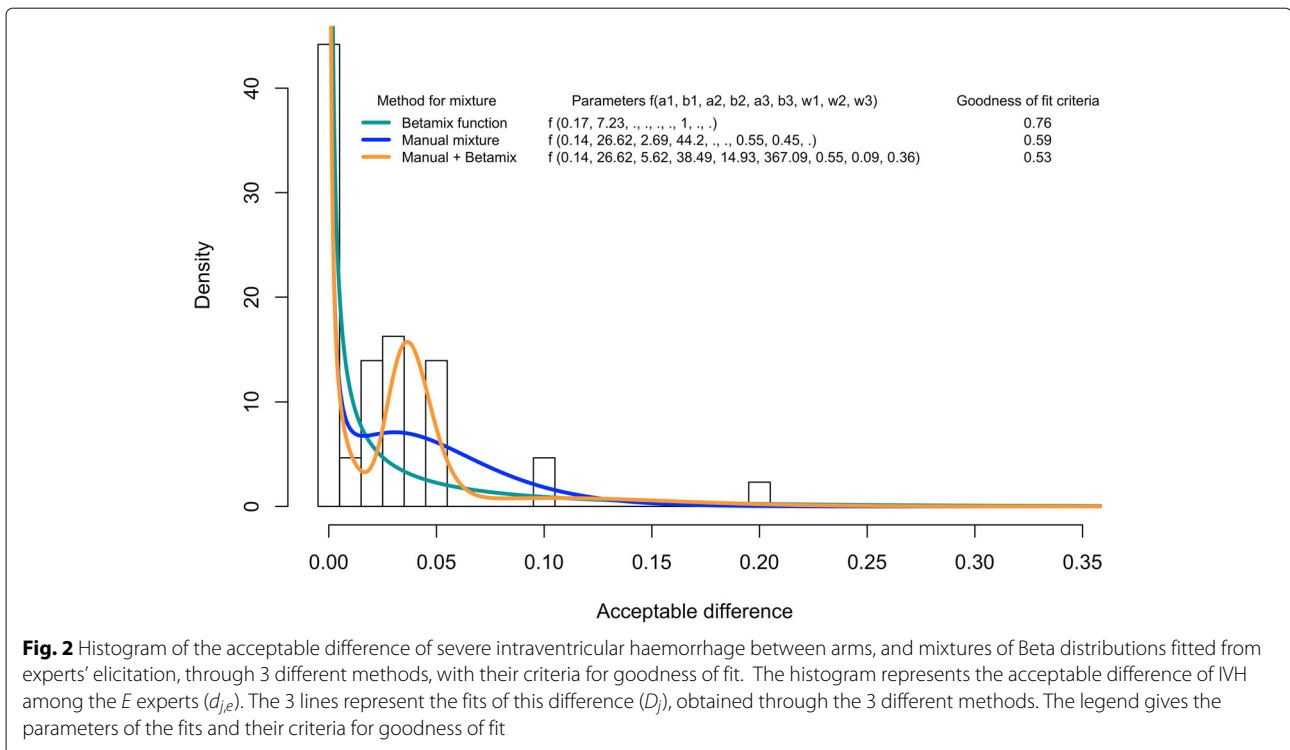 Density
40
30
20
10
0
Method for mixture Parameters f(a1, b1, a2, b2, a3, b3, w1, w2, w3) Goodness of fit criteria
Betamix function f (0.17, 7.23, ., ., ., ., 1, ., .) 0.76
Manual mixture f (0.14, 26.62, 2.69, 44.2, ., ., 0.55, 0.45, .) 0.59
Manual + Betamix f (0.14, 26.62, 5.62, 38.49, 14.93, 367.09, 0.55, 0.09, 0.36) 0.53
0.00 0.05 0.10 0.15 0.20 0.25 0.30 0.35
Acceptable difference
Fig. 2 Histogram of the acceptable difference of severe intraventricular haemorrhage between arms, and mixtures of Beta distributions fitted from
experts' elicitation, through 3 different methods, with their criteria for goodness of fit. The histogram represents the acceptable difference of IVH
among the E experts (dj,e). The 3 lines represent the fits of this difference (Dj), obtained through the 3 different methods. The legend gives the
parameters of the fits and their criteria for goodness of fit